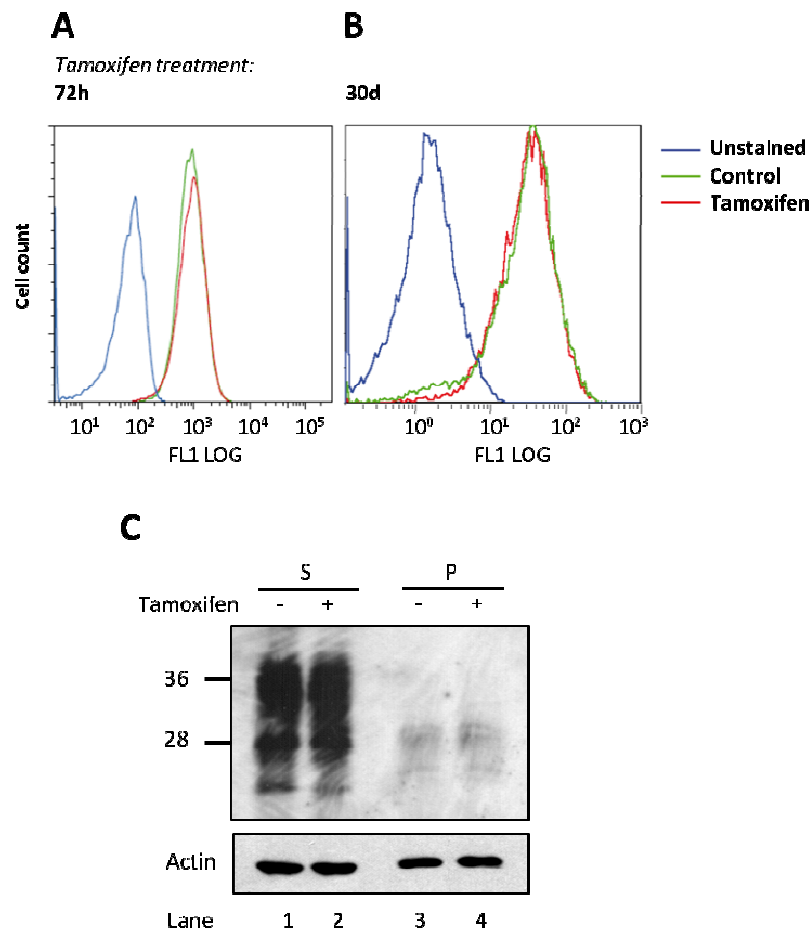 A
B
Tamoxifen treatment:
72h
30d
Unstained
Control
Tamoxifen
Cell count
10¹ 10² 10³ 10⁴ 10⁵
10⁰ 10¹ 10² 10³
FL1 LOG
FL1 LOG
C
S P
Tamoxifen - + - +
36
28
Actin
Lane 1 2 3 4